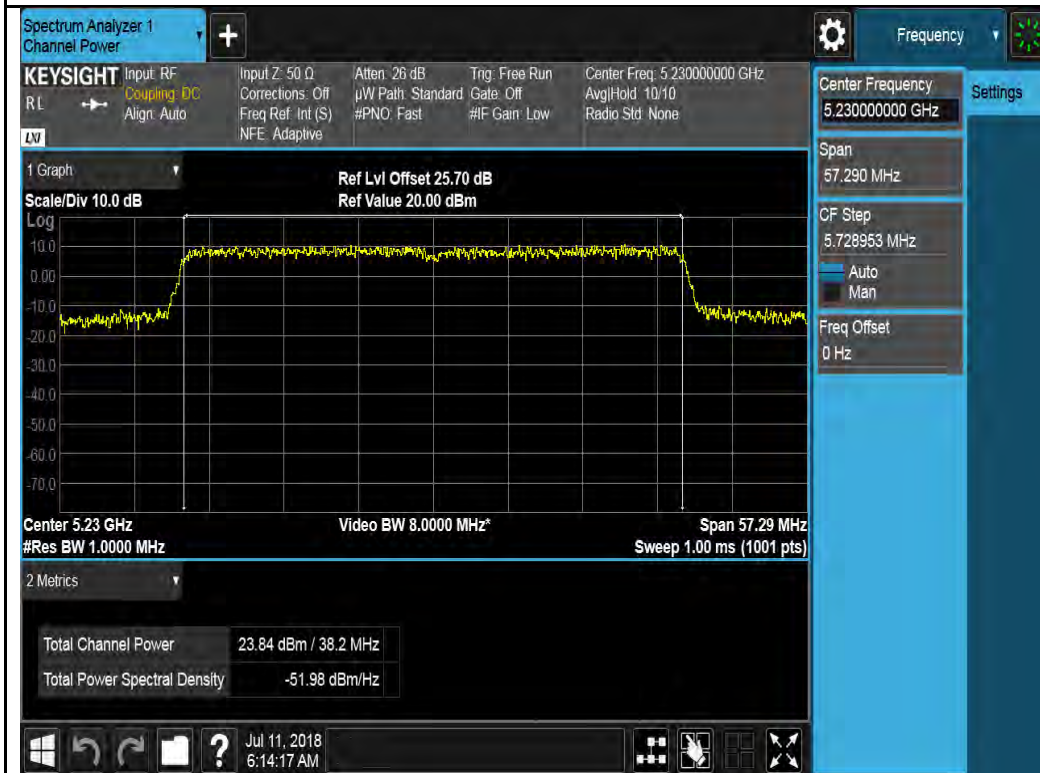 Spectrum Analyzer 1
Channel Power
+
Frequency
KEYSIGHT
RL
LXI
Input: RF
Coupling: DC
Align: Auto
Input Z: 50 Ω
Corrections: Off
Freq Ref: Int (S)
NFE: Adaptive
Atten: 26 dB
µW Path: Standard
#PNO: Fast
Trig: Free Run
Gate: Off
#IF Gain: Low
Center Freq: 5.230000000 GHz
Avg|Hold: 10/10
Radio Std: None
Center Frequency
5.230000000 GHz
Settings
Span
57.290 MHz
CF Step
5.728953 MHz
Auto
Man
Freq Offset
0 Hz
1 Graph
Scale/Div 10.0 dB
Ref Lvl Offset 25.70 dB
Ref Value 20.00 dBm
Log
10.0
0.00
-10.0
-20.0
-30.0
-40.0
-50.0
-60.0
-70.0
Center 5.23 GHz
#Res BW 1.0000 MHz
Video BW 8.0000 MHz*
Span 57.29 MHz
Sweep 1.00 ms (1001 pts)
2 Metrics
Total Channel Power 23.84 dBm / 38.2 MHz
Total Power Spectral Density -51.98 dBm/Hz
?
Jul 11, 2018
6:14:17 AM